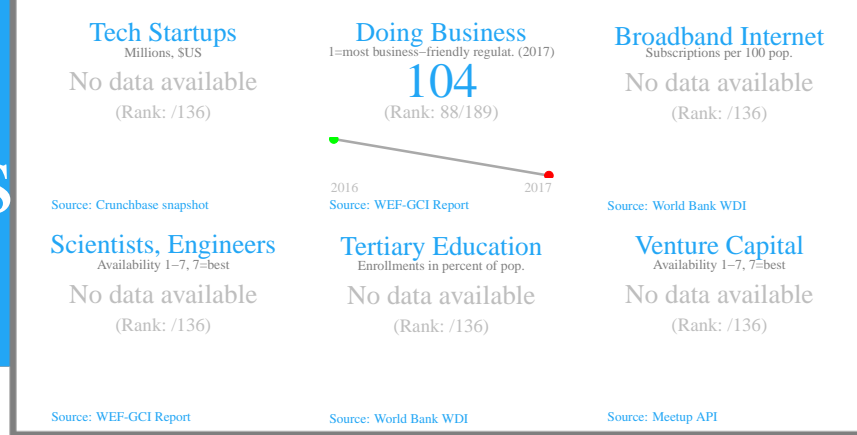 Tech Startups
Millions, $US
No data available
(Rank: /136)
Source: Crunchbase snapshot
Doing Business
1=most business−friendly regulat. (2017)
104
(Rank: 88/189)
2016
2017
Source: WEF-GCI Report
Broadband Internet
Subscriptions per 100 pop.
No data available
(Rank: /136)
Source: World Bank WDI
Scientists, Engineers
Availability 1−7, 7=best
No data available
(Rank: /136)
Source: WEF-GCI Report
Tertiary Education
Enrollments in percent of pop.
No data available
(Rank: /136)
Source: World Bank WDI
Venture Capital
Availability 1−7, 7=best
No data available
(Rank: /136)
Source: Meetup API